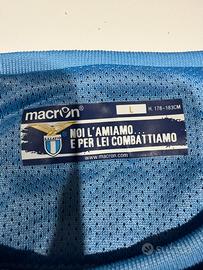 macron
L
H. 178-183CM
NOI L'AMIAMO...
...E PER LEI COMBATTIAMO
www.macron.com